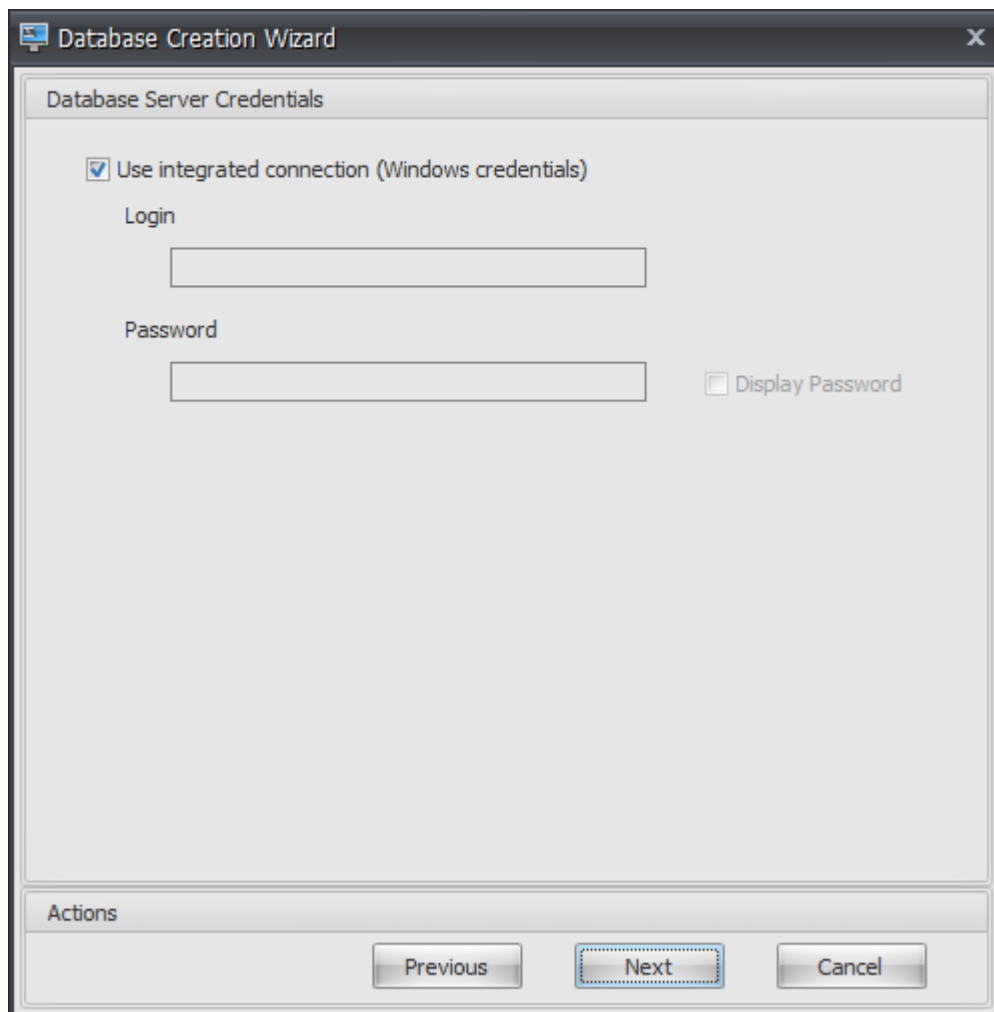 Database Creation Wizard
Database Server Credentials
Use integrated connection (Windows credentials)
Login
Password
Display Password
Actions
Previous Next Cancel